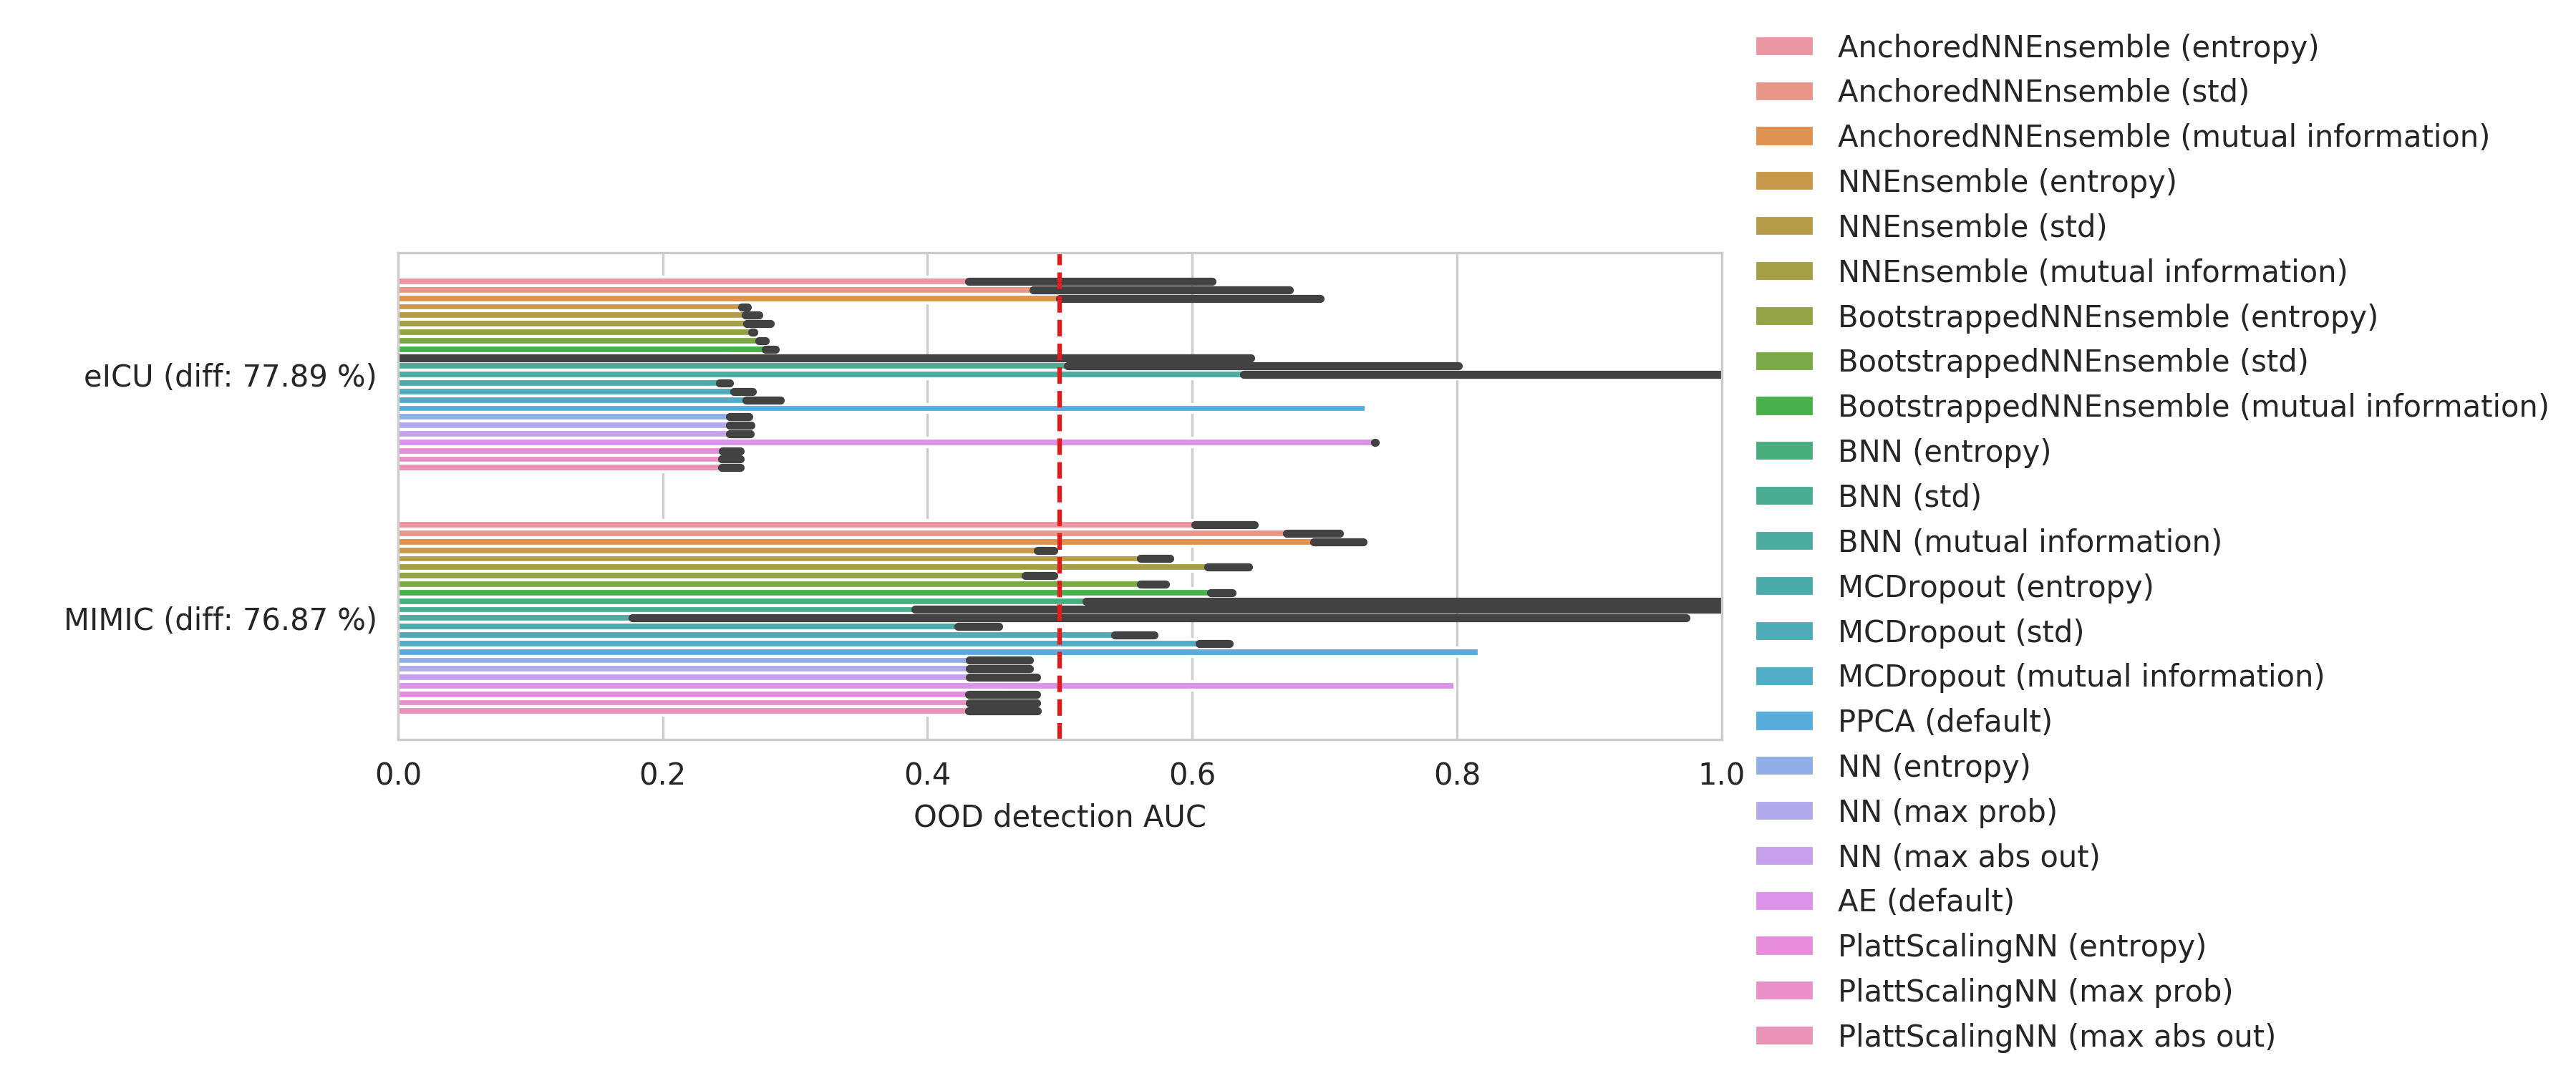 eICU (diff: 77.89 %)
MIMIC (diff: 76.87 %)
0.0 0.2 0.4 0.6 0.8 1.0
OOD detection AUC
AnchoredNNEnsemble (entropy)
AnchoredNNEnsemble (std)
AnchoredNNEnsemble (mutual information)
NNEnsemble (entropy)
NNEnsemble (std)
NNEnsemble (mutual information)
BootstrappedNNEnsemble (entropy)
BootstrappedNNEnsemble (std)
BootstrappedNNEnsemble (mutual information)
BNN (entropy)
BNN (std)
BNN (mutual information)
MCDropout (entropy)
MCDropout (std)
MCDropout (mutual information)
PPCA (default)
NN (entropy)
NN (max prob)
NN (max abs out)
AE (default)
PlattScalingNN (entropy)
PlattScalingNN (max prob)
PlattScalingNN (max abs out)